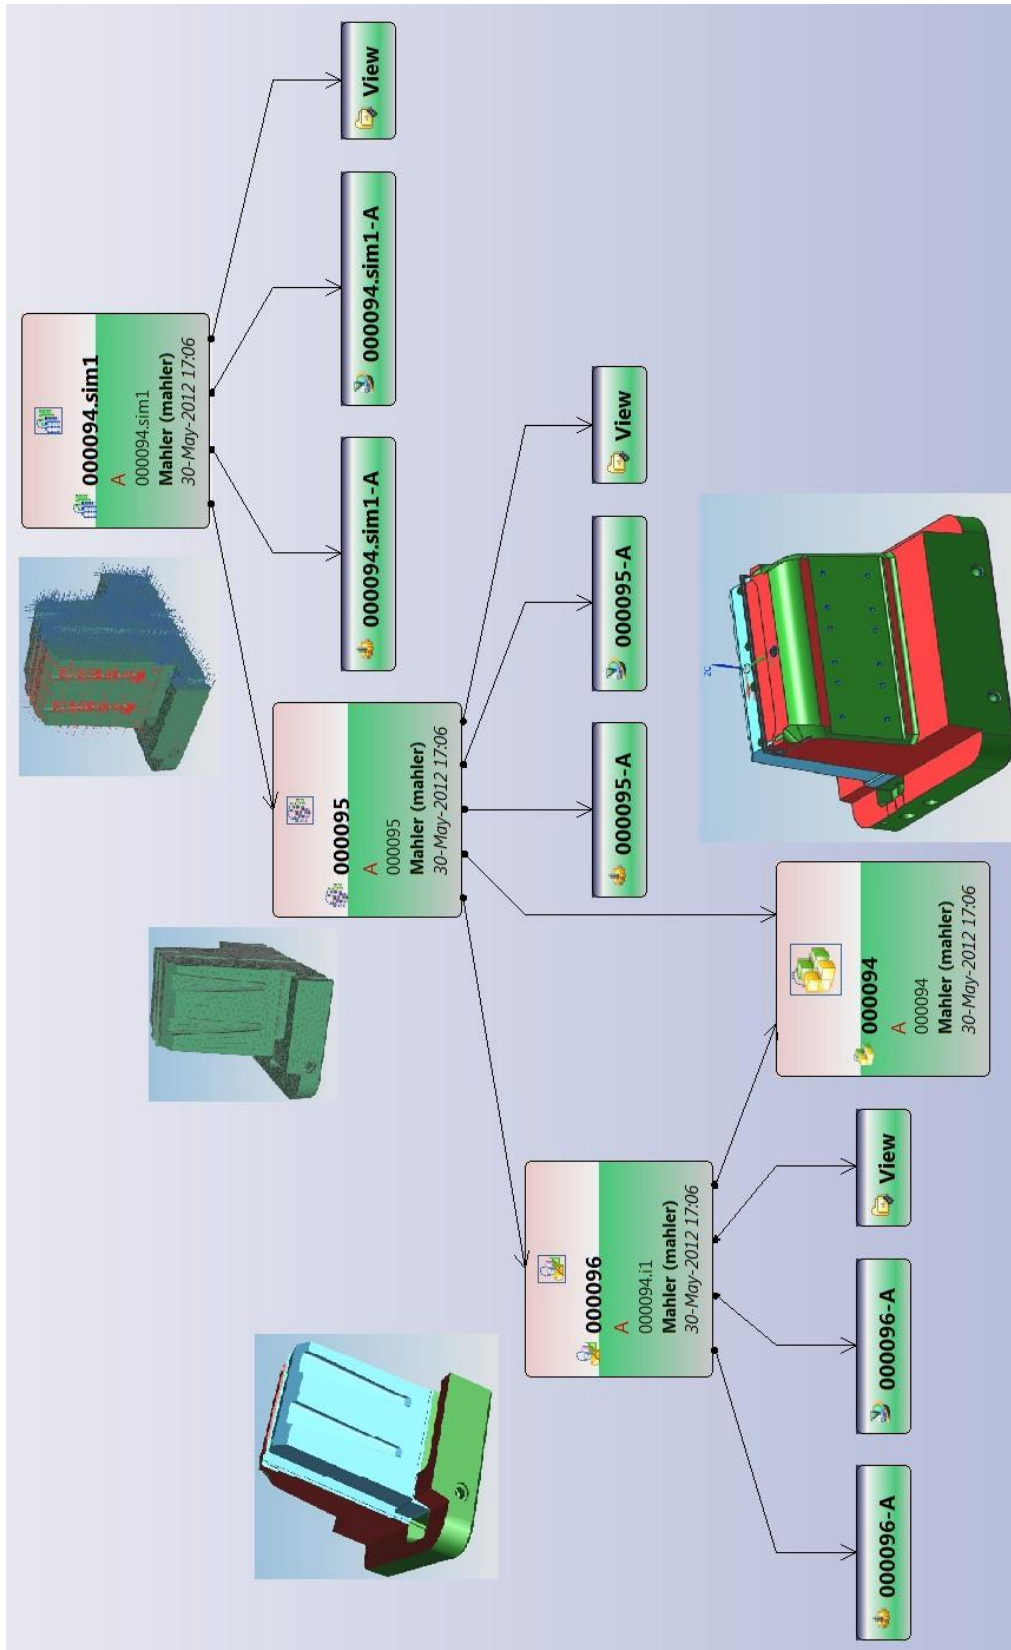 000094.sim1
A
000094.sim1
Mahler (mahler)
30-May-2012 17:06
000094.sim1-A
000094.sim1-A
View
000095
A
000095
Mahler (mahler)
30-May-2012 17:06
000095-A
000095-A
View
000096
A
000094.i1
Mahler (mahler)
30-May-2012 17:06
000094
A
000094
Mahler (mahler)
30-May-2012 17:06
000096-A
000096-A
View
ZC